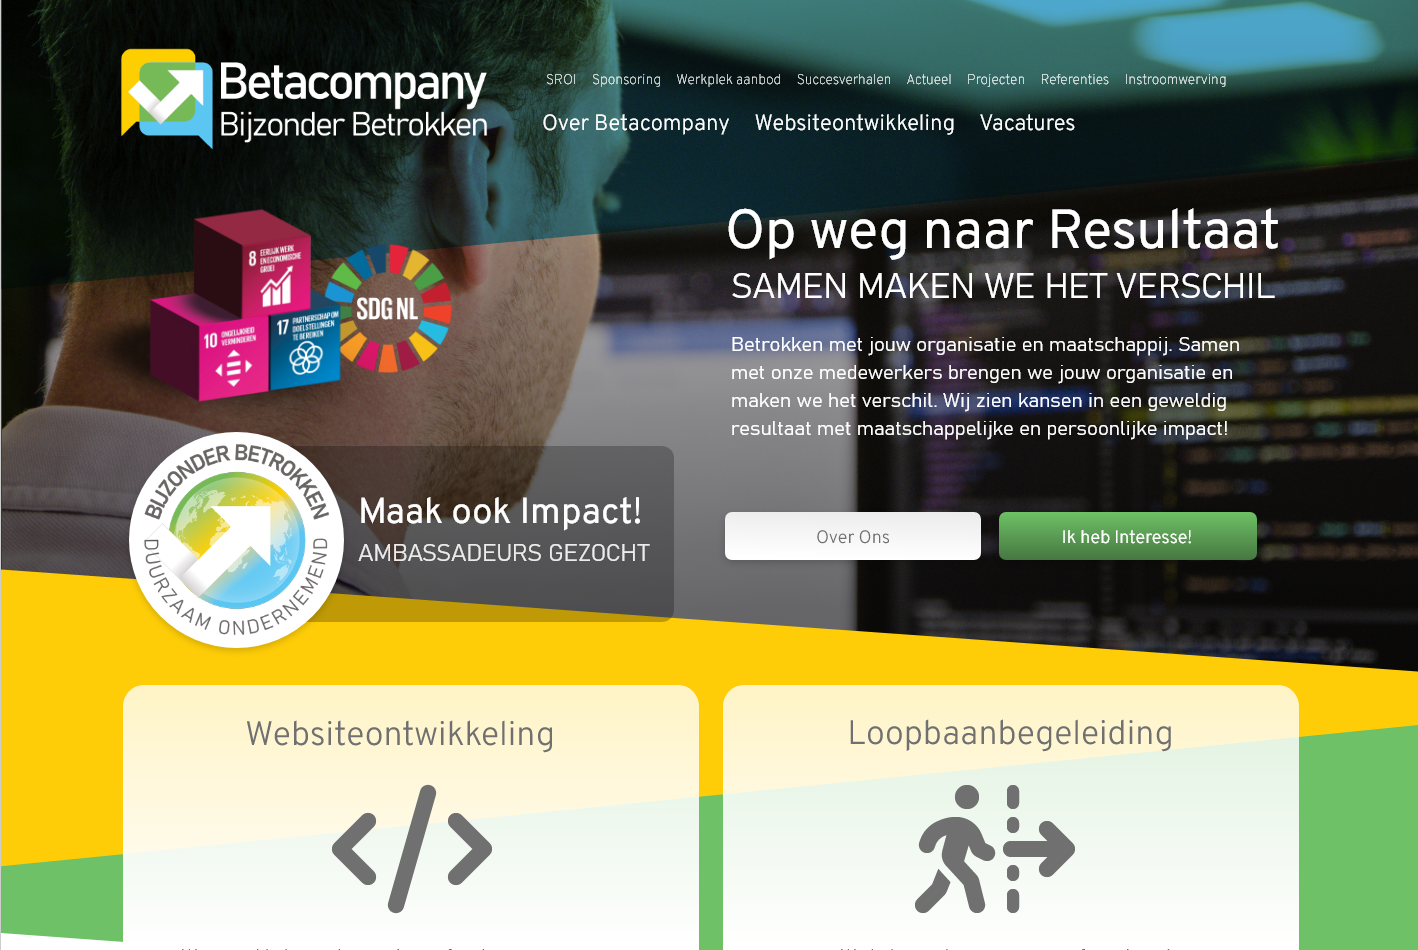 Betacompany
Bijzonder Betrokken
SROI Sponsoring Werkplek aanbod Succesverhalen Actueel Projecten Referenties Instroomwerving
Over Betacompany Websiteontwikkeling Vacatures
8 EERLIJK WERK
EN ECONOMISCHE
GROEI
10 ONGELIJKHEID
VERMINDEREN
17 PARTNERSCHAP OM
DOELSTELLINGEN
TE BEREIKEN
SDG NL
Op weg naar Resultaat
SAMEN MAKEN WE HET VERSCHIL
Betrokken met jouw organisatie en maatschappij. Samen
met onze medewerkers brengen we jouw organisatie en
maken we het verschil. Wij zien kansen in een geweldig
resultaat met maatschappelijke en persoonlijke impact!
Over Ons
Ik heb Interesse!
BIJZONDER BETROKKEN
DUURZAAM ONDERNEMEND
Maak ook Impact!
AMBASSADEURS GEZOCHT
Websiteontwikkeling
Loopbaanbegeleiding